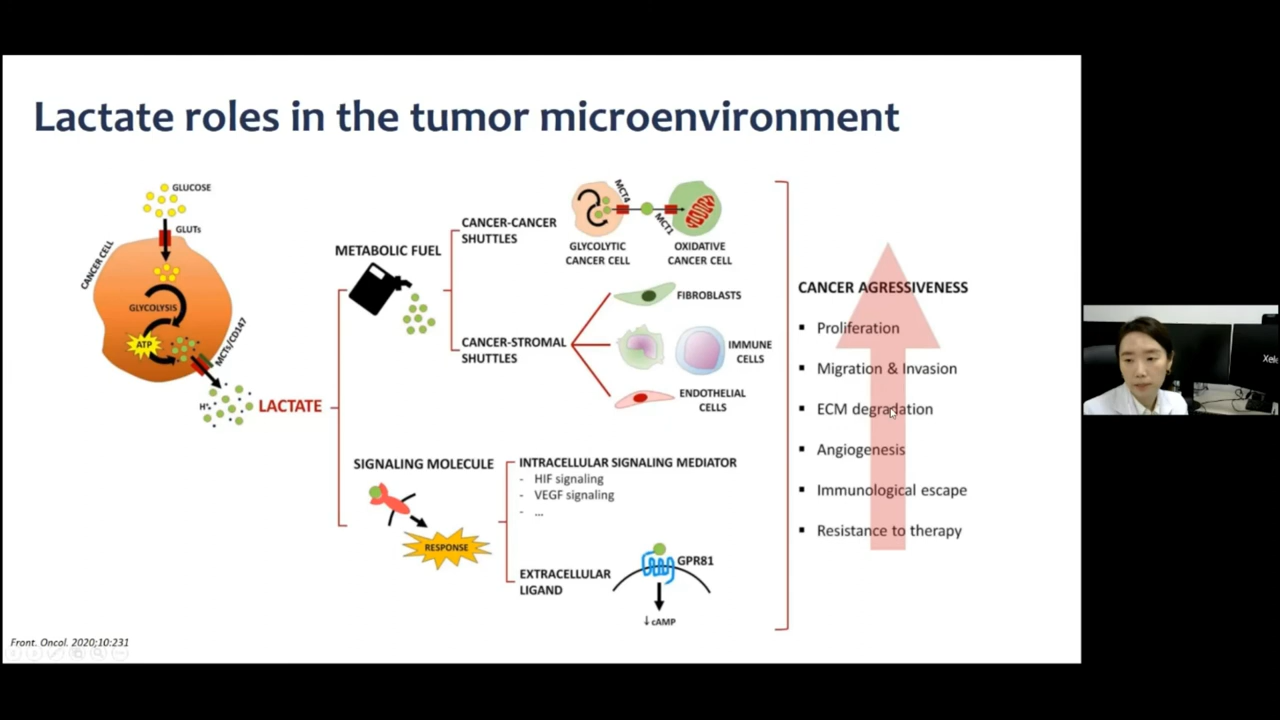 Lactate roles in the tumor microenvironment
GLUCOSE
GLUTs
CANCER CELL
GLYCOLYSIS
ATP
MCTs/CD147
H+
LACTATE
METABOLIC FUEL
CANCER-CANCER
SHUTTLES
MCT4
MCT1
GLYCOLYTIC
CANCER CELL
OXIDATIVE
CANCER CELL
CANCER-STROMAL
SHUTTLES
FIBROBLASTS
IMMUNE
CELLS
ENDOTHELIAL
CELLS
SIGNALING MOLECULE
RESPONSE
INTRACELLULAR SIGNALING MEDIATOR
- HIF signaling
- VEGF signaling
- ...
EXTRACELLULAR
LIGAND
GPR81
↓cAMP
CANCER AGRESSIVENESS
▪ Proliferation
▪ Migration & Invasion
▪ ECM degradation
▪ Angiogenesis
▪ Immunological escape
▪ Resistance to therapy
Front. Oncol. 2020;10:231